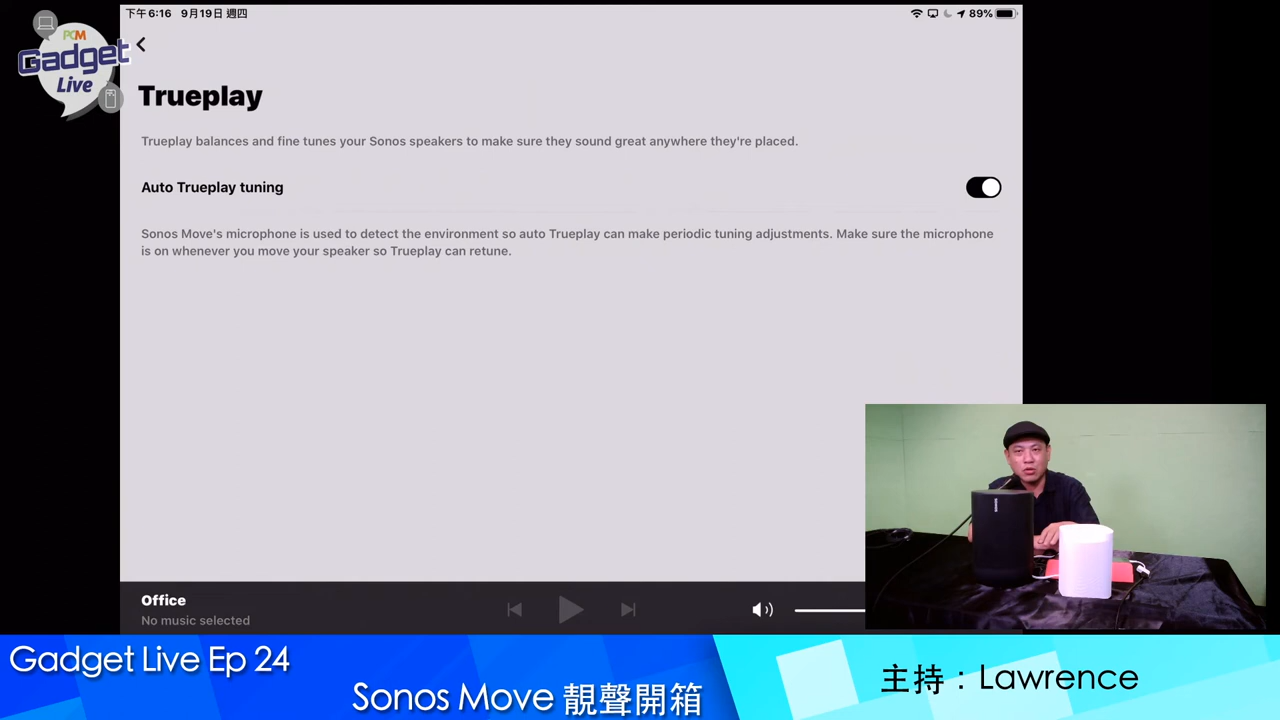 下午6:16 9月19日 週四
89%
PCM
Gadget
Live
Trueplay
Trueplay balances and fine tunes your Sonos speakers to make sure they sound great anywhere they're placed.
Auto Trueplay tuning
Sonos Move's microphone is used to detect the environment so auto Trueplay can make periodic tuning adjustments. Make sure the microphone
is on whenever you move your speaker so Trueplay can retune.
Office
No music selected
SONOS
Gadget Live Ep 24
Sonos Move 靚聲開箱
主持：Lawrence